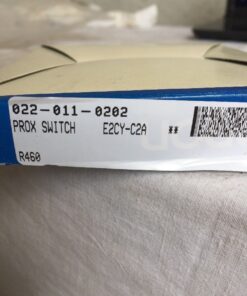 022-011-0202
PROX SWITCH E2CY-C2A **
R460